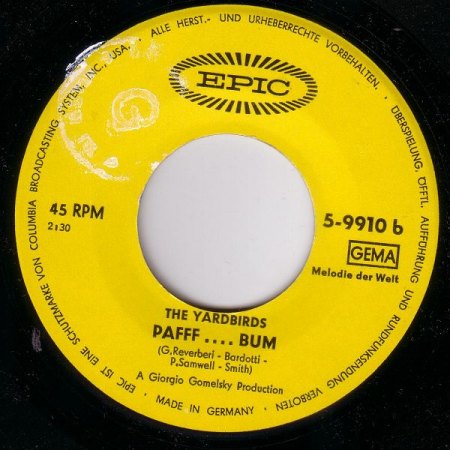 EPIC IST EINE SCHUTZMARKE VON COLUMBIA BROADCASTING SYSTEM, INC., USA. ALLE HERST.- UND URHEBERRECHTE VORBEHALTEN. ÜBERSPIELUNG, ÖFFTL. AUFFÜHRUNG UND RUNDFUNKSENDUNG VERBOTEN
EPIC
45 RPM
2:30
5-9910 b
GEMA
Melodie der Welt
THE YARDBIRDS
PAFFF .... BUM
(G.Reverberi - Bardotti -
P.Samwell - Smith)
A Giorgio Gomelsky Production
• MADE IN GERMANY •